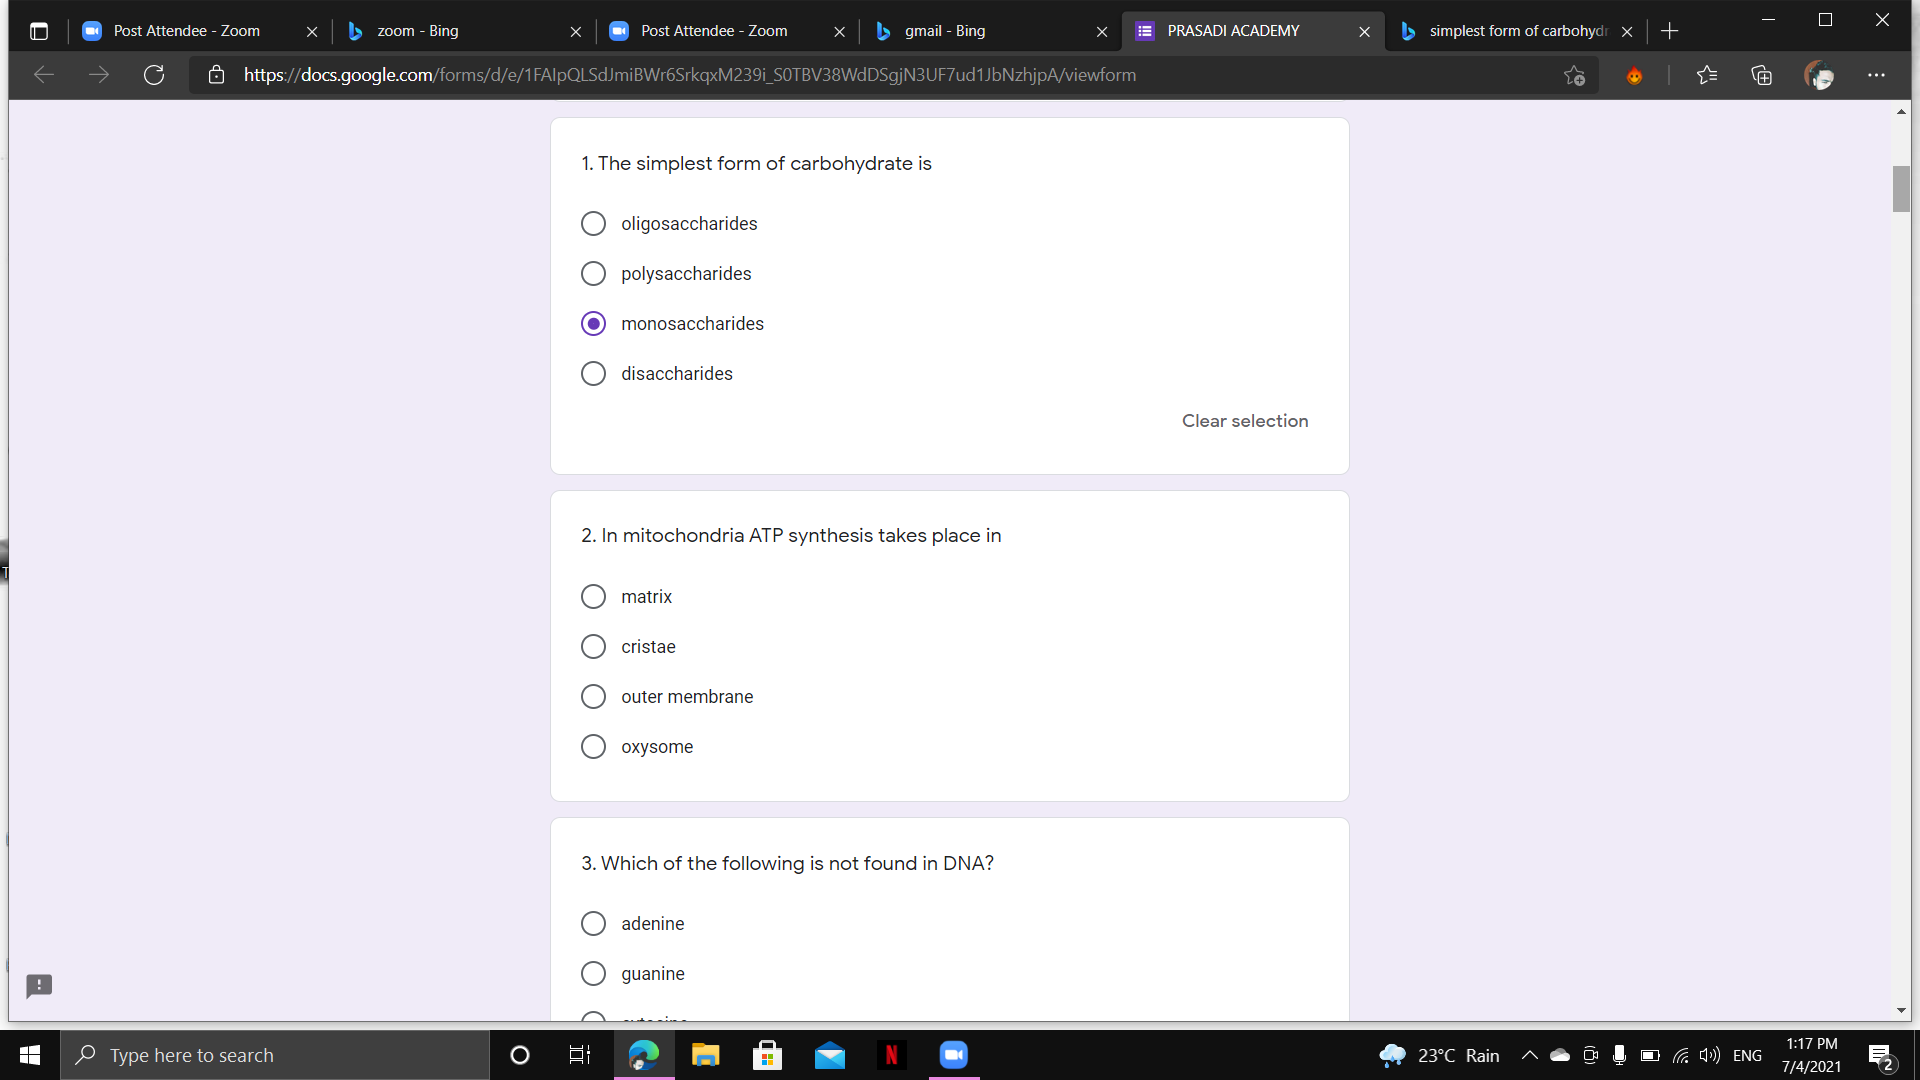 Post Attendee - Zoom
zoom - Bing
Post Attendee - Zoom
gmail - Bing
PRASADI ACADEMY
simplest form of carbohydr
https://docs.google.com/forms/d/e/1FAIpQLSdJmiBWr6SrkqxM239i_S0TBV38WdDSgjN3UF7ud1JbNzhjpA/viewform
1. The simplest form of carbohydrate is
oligosaccharides
polysaccharides
monosaccharides
disaccharides
Clear selection
2. In mitochondria ATP synthesis takes place in
matrix
cristae
outer membrane
oxysome
3. Which of the following is not found in DNA?
adenine
guanine
Type here to search
N
23°C Rain
ENG
1:17 PM
7/4/2021
2